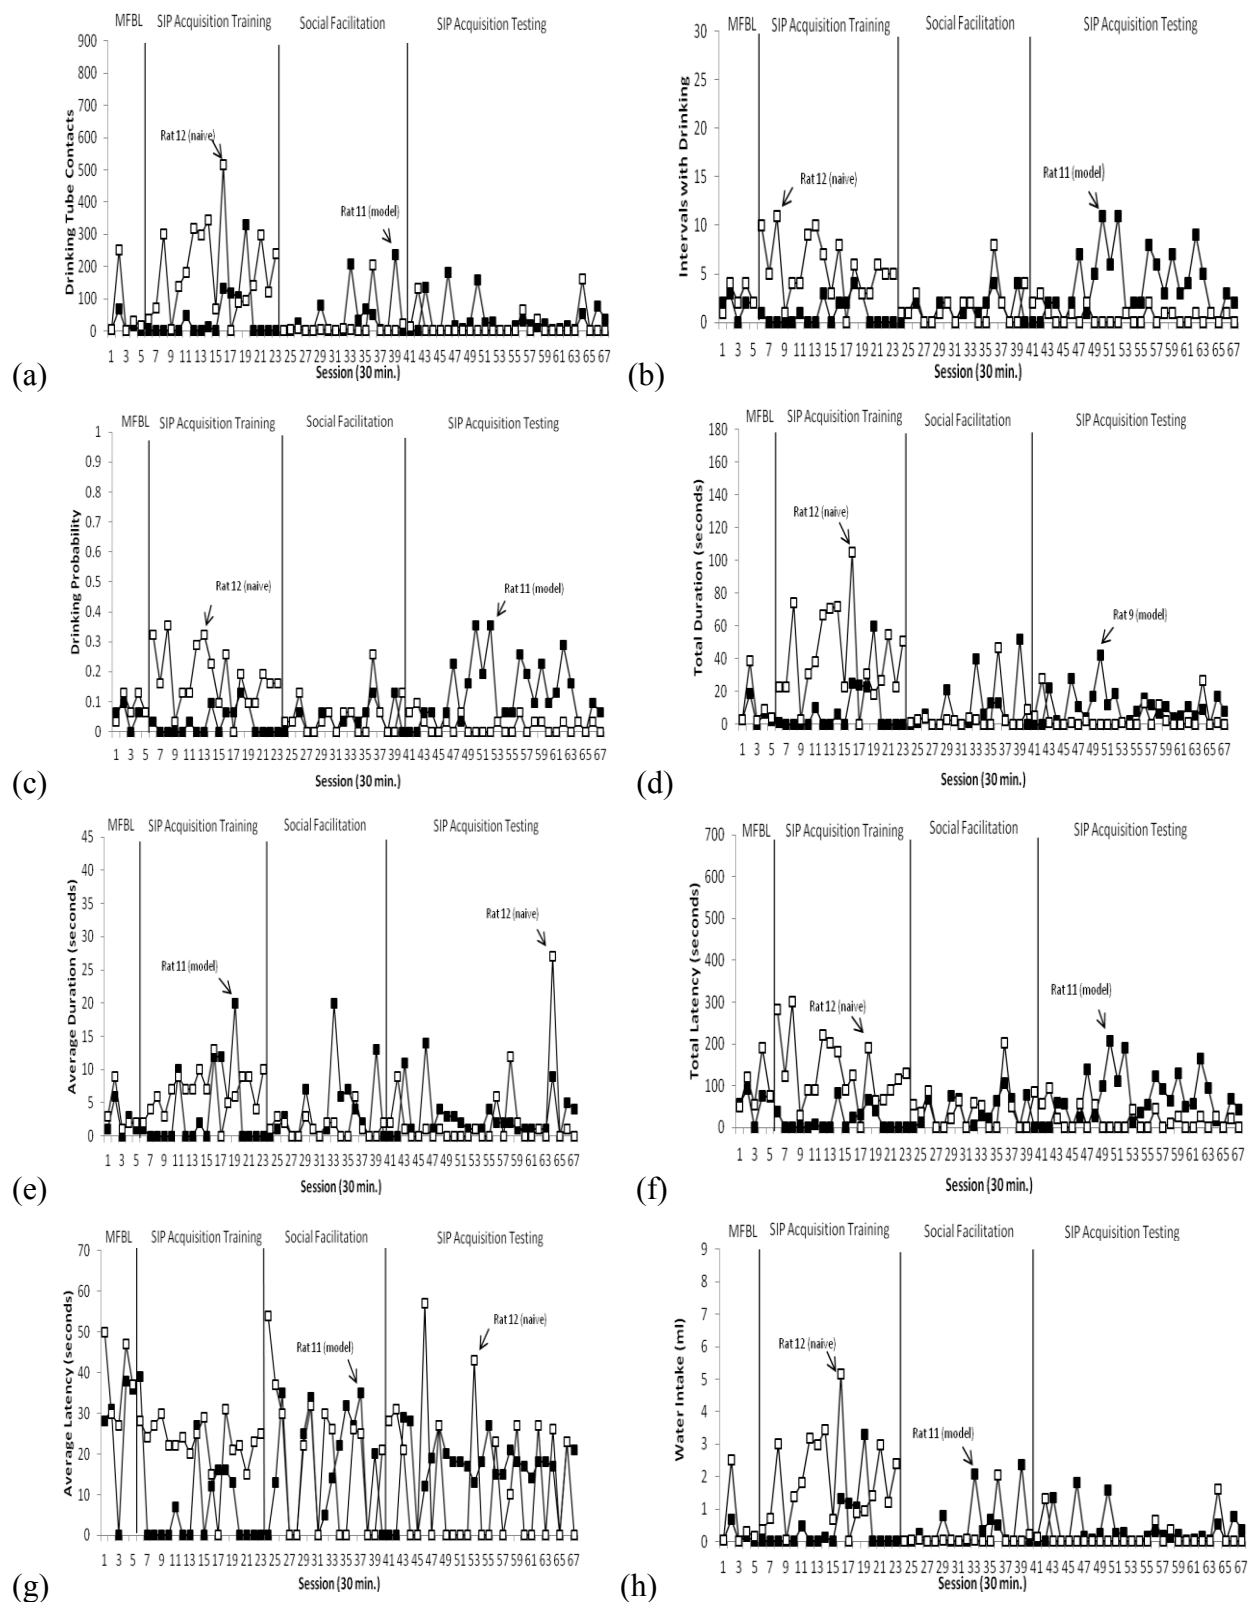 MFBL SIP Acquisition Training Social Facilitation SIP Acquisition Testing
900
800
700
600
500
400
300
200
100
0
Drinking Tube Contacts
Rat 12 (naive)
Rat 11 (model)
1 3 5 7 9 11 13 15 17 19 21 23 25 27 29 31 33 35 37 39 41 43 45 47 49 51 53 55 57 59 61 63 65 67
Session (30 min.)
(a)
MFBL SIP Acquisition Training Social Facilitation SIP Acquisition Testing
30
25
20
15
10
5
0
Intervals with Drinking
Rat 12 (naive)
Rat 11 (model)
1 3 5 7 9 11 13 15 17 19 21 23 25 27 29 31 33 35 37 39 41 43 45 47 49 51 53 55 57 59 61 63 65 67
Session (30 min.)
(b)
MFBL SIP Acquisition Training Social Facilitation SIP Acquisition Testing
1
0.9
0.8
0.7
0.6
0.5
0.4
0.3
0.2
0.1
0
Drinking Probability
Rat 12 (naive)
Rat 11 (model)
1 3 5 7 9 11 13 15 17 19 21 23 25 27 29 31 33 35 37 39 41 43 45 47 49 51 53 55 57 59 61 63 65 67
Session (30 min.)
(c)
MFBL SIP Acquisition Training Social Facilitation SIP Acquisition Testing
180
160
140
120
100
80
60
40
20
0
Total Duration (seconds)
Rat 12 (naive)
Rat 9 (model)
1 3 5 7 9 11 13 15 17 19 21 23 25 27 29 31 33 35 37 39 41 43 45 47 49 51 53 55 57 59 61 63 65 67
Session (30 min.)
(d)
MFBL SIP Acquisition Training Social Facilitation SIP Acquisition Testing
45
40
35
30
25
20
15
10
5
0
Average Duration (seconds)
Rat 11 (model)
Rat 12 (naive)
1 3 5 7 9 11 13 15 17 19 21 23 25 27 29 31 33 35 37 39 41 43 45 47 49 51 53 55 57 59 61 63 65 67
Session (30 min.)
(e)
MFBL SIP Acquisition Training Social Facilitation SIP Acquisition Testing
700
600
500
400
300
200
100
0
Total Latency (seconds)
Rat 12 (naive)
Rat 11 (model)
1 3 5 7 9 11 13 15 17 19 21 23 25 27 29 31 33 35 37 39 41 43 45 47 49 51 53 55 57 59 61 63 65 67
Session (30 min.)
(f)
MFBL SIP Acquisition Training Social Facilitation SIP Acquisition Testing
70
60
50
40
30
20
10
0
Average Latency (seconds)
Rat 11 (model)
Rat 12 (naive)
1 3 5 7 9 11 13 15 17 19 21 23 25 27 29 31 33 35 37 39 41 43 45 47 49 51 53 55 57 59 61 63 65 67
Session (30 min.)
(g)
MFBL SIP Acquisition Training Social Facilitation SIP Acquisition Testing
9
8
7
6
5
4
3
2
1
0
Water Intake (ml)
Rat 12 (naive)
Rat 11 (model)
1 3 5 7 9 11 13 15 17 19 21 23 25 27 29 31 33 35 37 39 41 43 45 47 49 51 53 55 57 59 61 63 65 67
Session (30 min.)
(h)